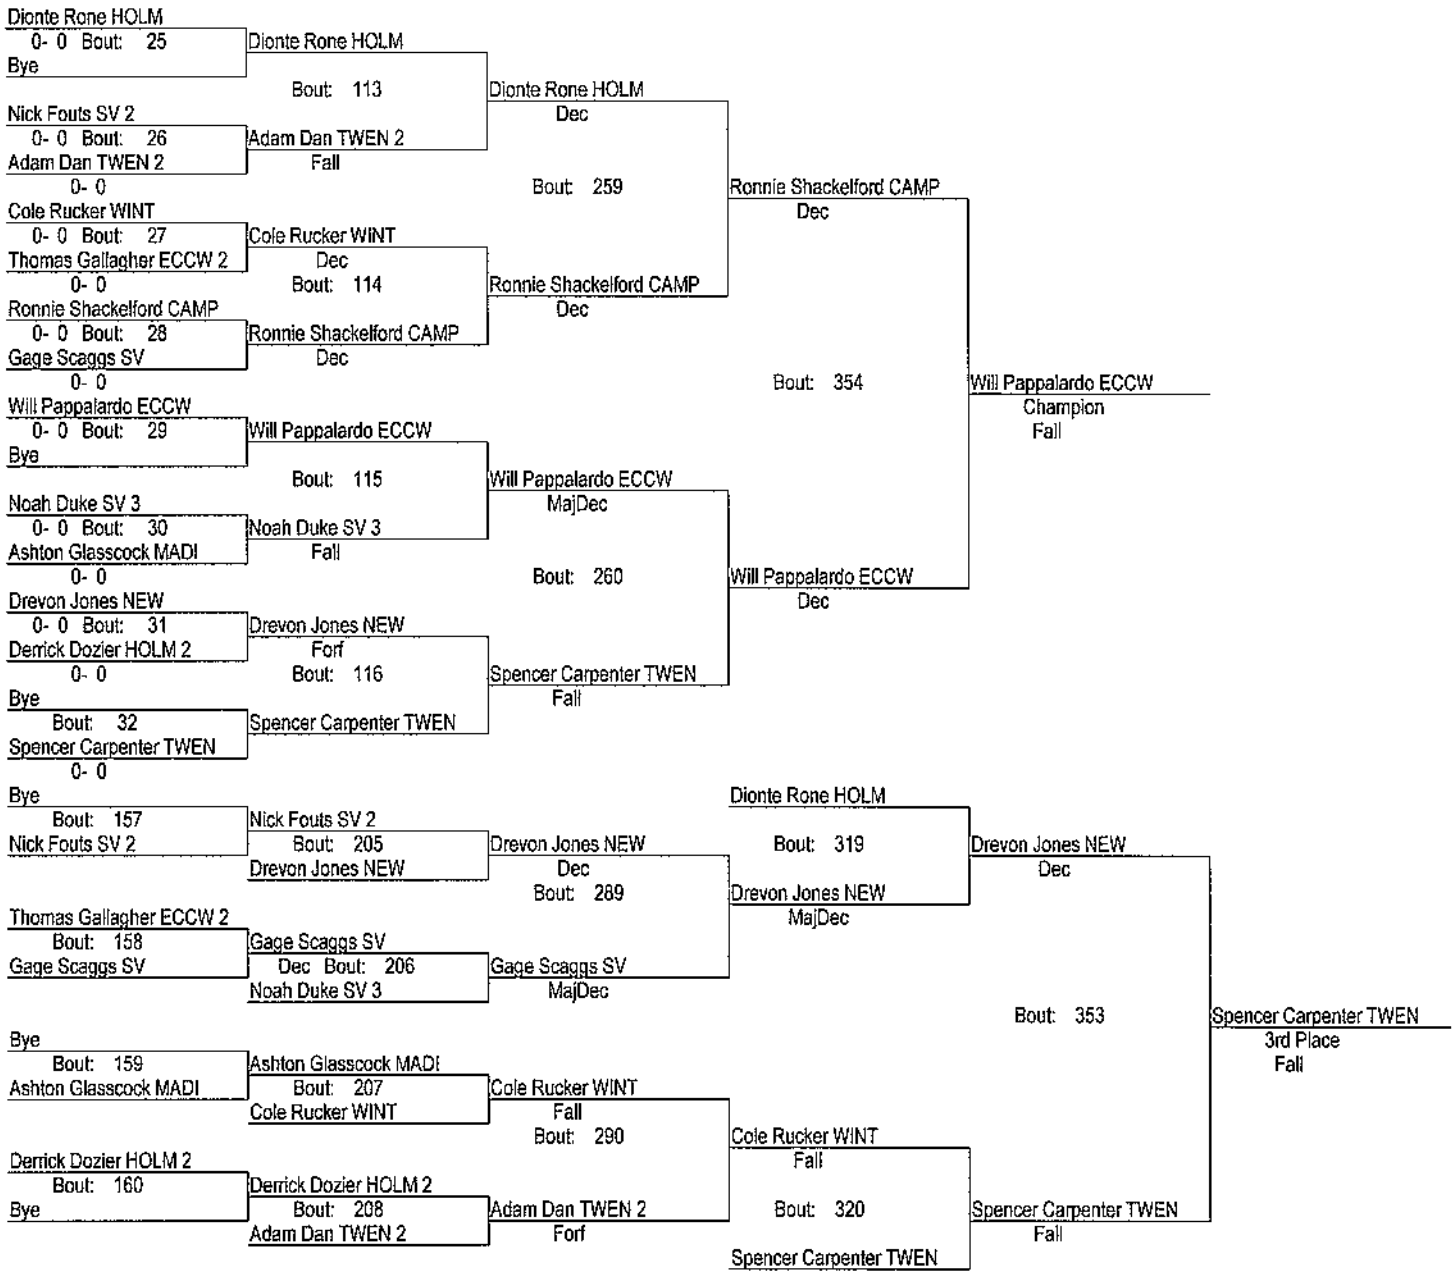 Dionte Rone HOLM
0- 0 Bout: 25
Bye
Dionte Rone HOLM
Bout: 113
Nick Fouts SV 2
0- 0 Bout: 26
Adam Dan TWEN 2
0- 0
Adam Dan TWEN 2
Fall
Dionte Rone HOLM
Dec
Bout: 259
Cole Rucker WINT
0- 0 Bout: 27
Thomas Gallagher ECCW 2
0- 0
Cole Rucker WINT
Dec
Bout: 114
Ronnie Shackelford CAMP
0- 0 Bout: 28
Gage Scaggs SV
0- 0
Ronnie Shackelford CAMP
Dec
Ronnie Shackelford CAMP
Dec
Ronnie Shackelford CAMP
Dec
Bout: 354
Will Pappalardo ECCW
Champion
Fall
Will Pappalardo ECCW
0- 0 Bout: 29
Bye
Will Pappalardo ECCW
Bout: 115
Noah Duke SV 3
0- 0 Bout: 30
Ashton Glasscock MADI
0- 0
Noah Duke SV 3
Fall
Will Pappalardo ECCW
MajDec
Bout: 260
Will Pappalardo ECCW
Dec
Drevon Jones NEW
0- 0 Bout: 31
Derrick Dozier HOLM 2
0- 0
Drevon Jones NEW
Forf
Bout: 116
Bye
Bout: 32
Spencer Carpenter TWEN
0- 0
Spencer Carpenter TWEN
Spencer Carpenter TWEN
Fall
Bye
Bout: 157
Nick Fouts SV 2
Nick Fouts SV 2
Bout: 205
Drevon Jones NEW
Drevon Jones NEW
Dec
Bout: 289
Thomas Gallagher ECCW 2
Bout: 158
Gage Scaggs SV
Gage Scaggs SV
Dec Bout: 206
Noah Duke SV 3
Gage Scaggs SV
MajDec
Dionte Rone HOLM
Bout: 319
Drevon Jones NEW
MajDec
Drevon Jones NEW
Dec
Bout: 353
Spencer Carpenter TWEN
3rd Place
Fall
Bye
Bout: 159
Ashton Glasscock MADI
Ashton Glasscock MADI
Bout: 207
Cole Rucker WINT
Cole Rucker WINT
Fall
Bout: 290
Derrick Dozier HOLM 2
Bout: 160
Bye
Derrick Dozier HOLM 2
Bout: 208
Adam Dan TWEN 2
Adam Dan TWEN 2
Forf
Cole Rucker WINT
Fall
Bout: 320
Spencer Carpenter TWEN
Spencer Carpenter TWEN
Fall